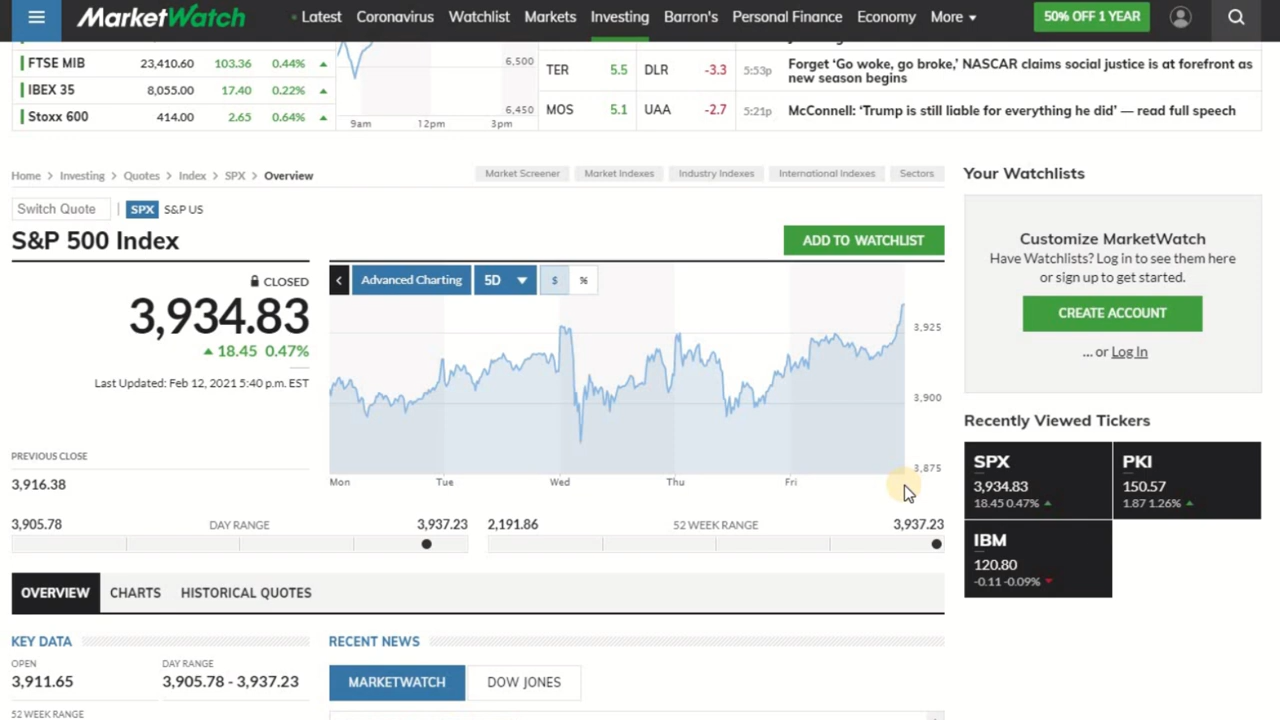 MarketWatch
Latest Coronavirus Watchlist Markets Investing Barron's Personal Finance Economy More
50% OFF 1 YEAR
FTSE MIB 23,410.60 103.36 0.44%
IBEX 35 8,055.00 17.40 0.22%
Stoxx 600 414.00 2.65 0.64%
6,500
6,450
9am 12pm 3pm
TER 5.5 DLR -3.3
MOS 5.1 UAA -2.7
5:53p Forget ‘Go woke, go broke,’ NASCAR claims social justice is at forefront as
new season begins
5:21p McConnell: ‘Trump is still liable for everything he did’ — read full speech
Home > Investing > Quotes > Index > SPX > Overview
Market Screener Market Indexes Industry Indexes International Indexes Sectors
Switch Quote | SPX S&P US
S&P 500 Index
ADD TO WATCHLIST
CLOSED
3,934.83
18.45 0.47%
Last Updated: Feb 12, 2021 5:40 p.m. EST
PREVIOUS CLOSE
3,916.38
Advanced Charting 5D $ %
3,925
3,900
3,875
Mon Tue Wed Thu Fri
3,905.78 DAY RANGE 3,937.23
2,191.86 52 WEEK RANGE 3,937.23
OVERVIEW CHARTS HISTORICAL QUOTES
KEY DATA
OPEN
3,911.65
DAY RANGE
3,905.78 - 3,937.23
52 WEEK RANGE
RECENT NEWS
MARKETWATCH DOW JONES
Your Watchlists
Customize MarketWatch
Have Watchlists? Log in to see them here
or sign up to get started.
CREATE ACCOUNT
... or Log In
Recently Viewed Tickers
SPX
3,934.83
18.45 0.47%
PKI
150.57
1.87 1.26%
IBM
120.80
-0.11 -0.09%